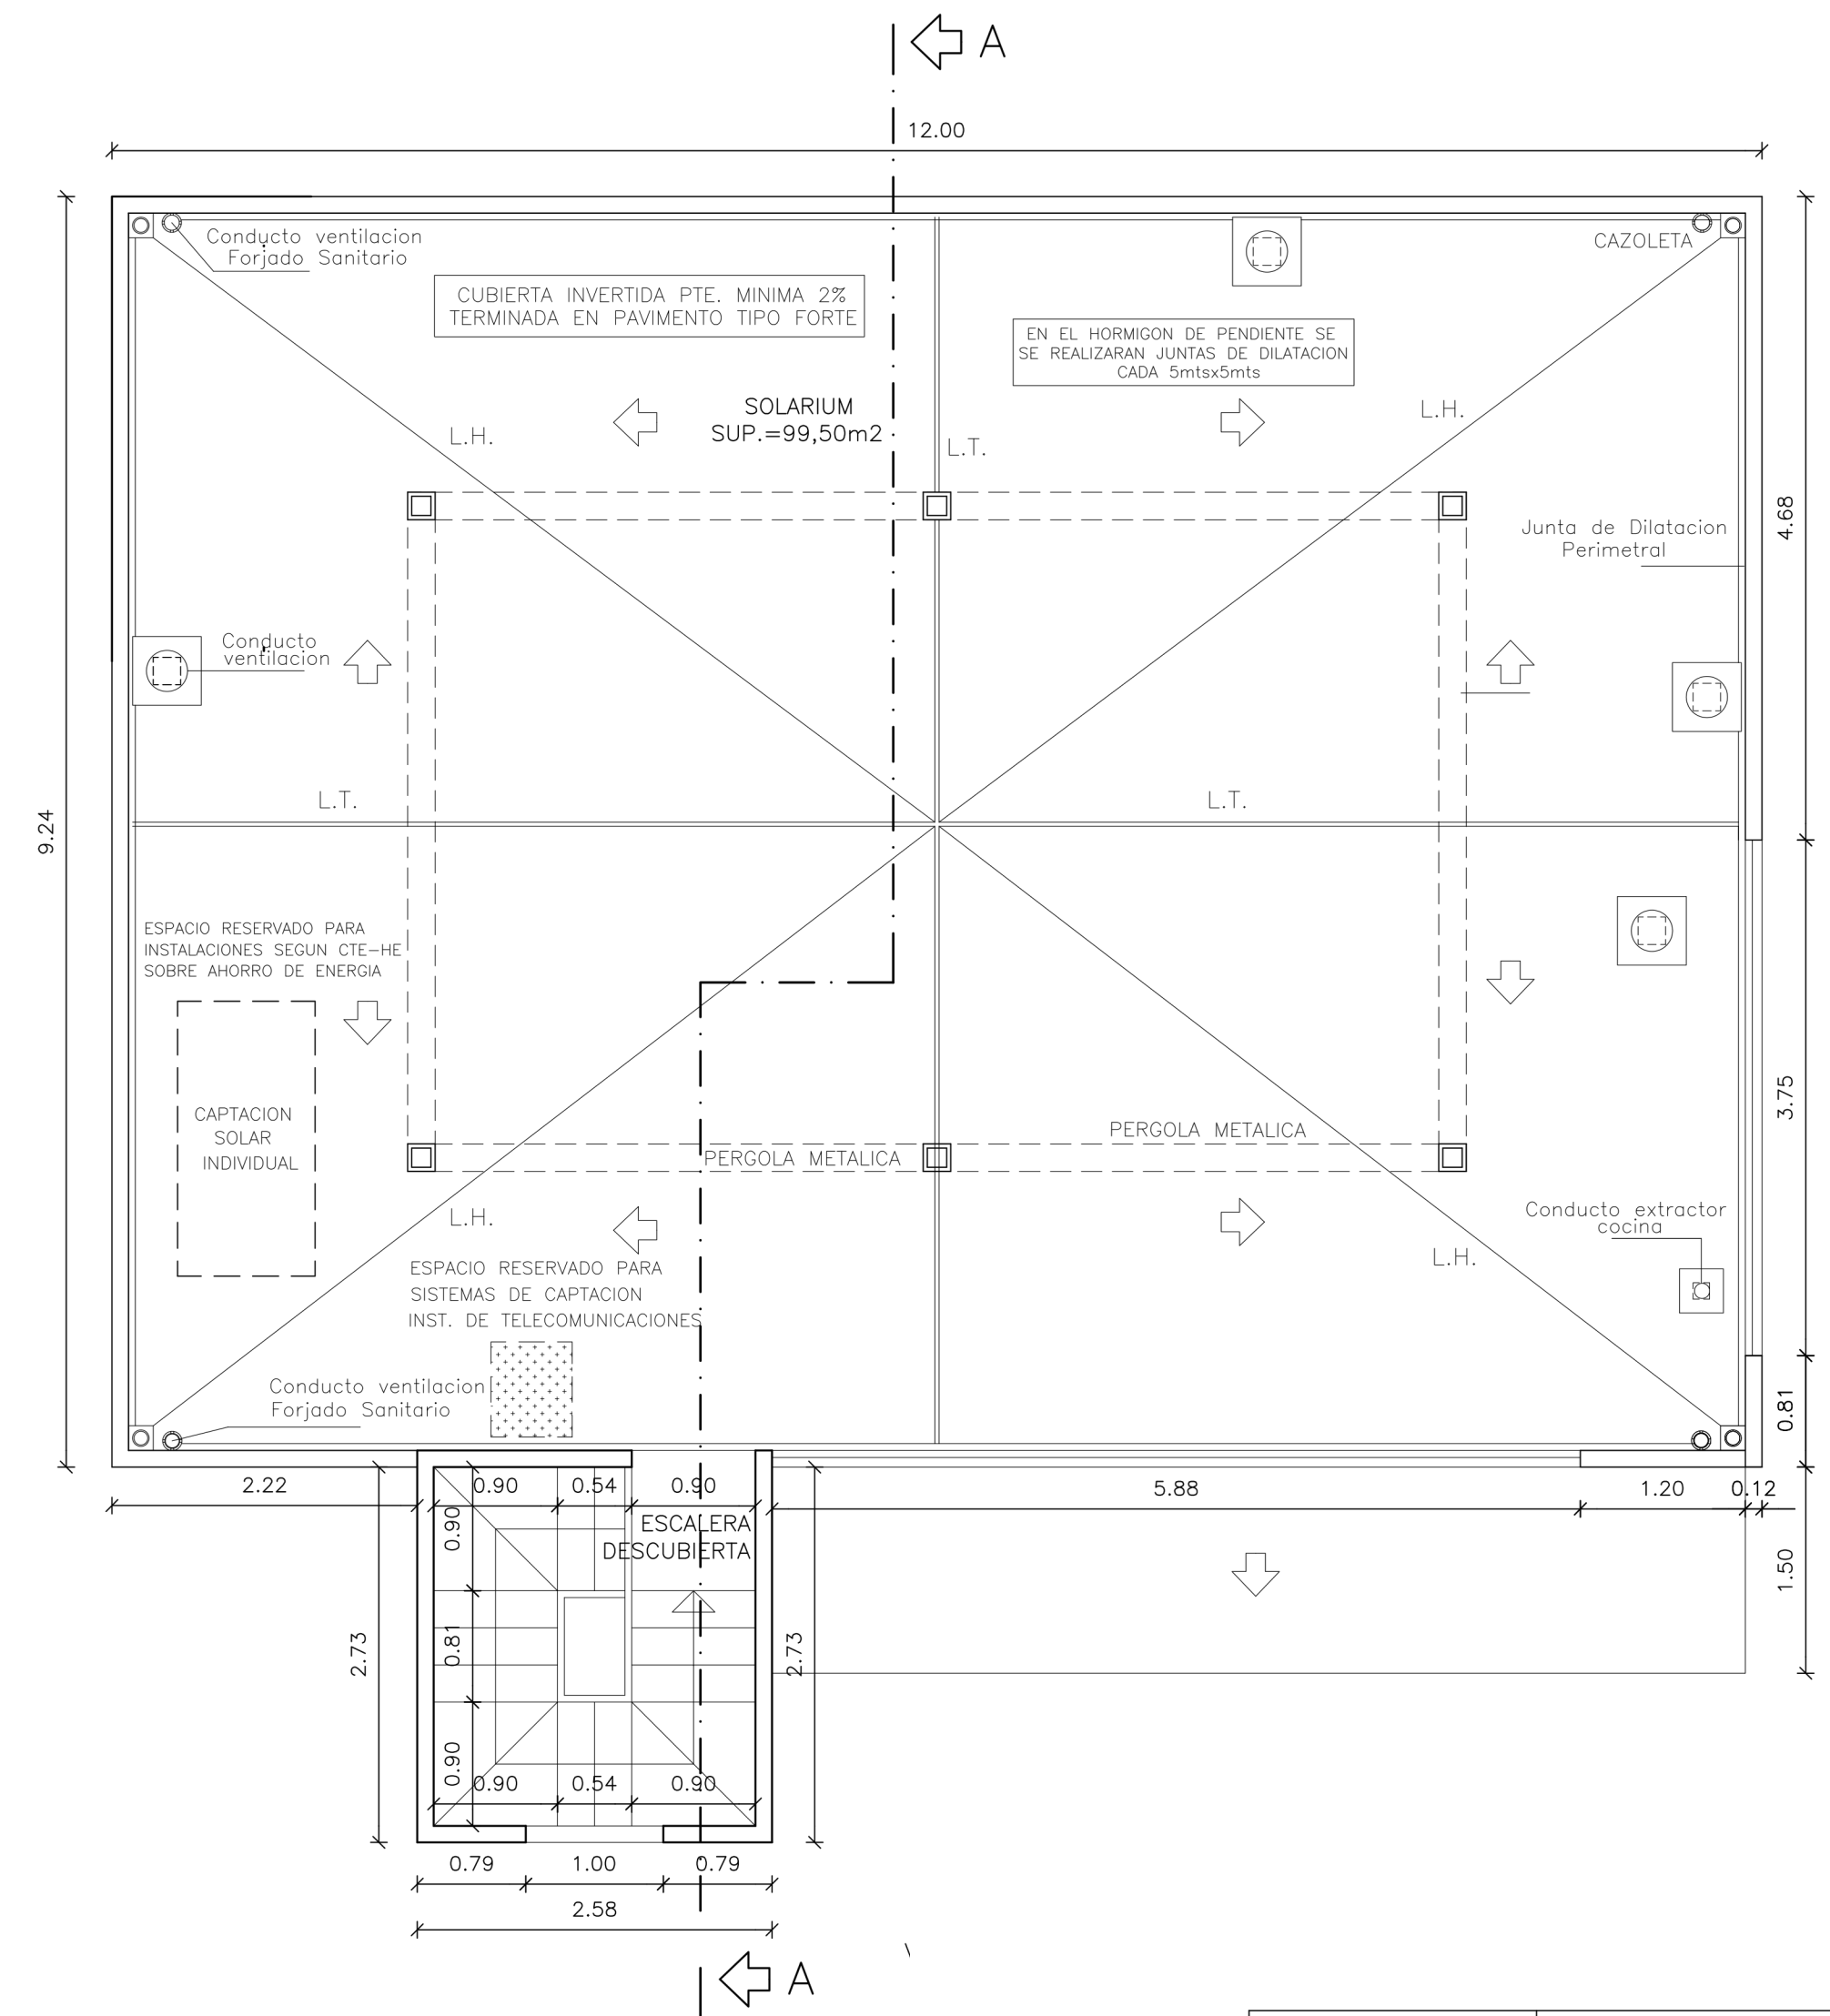 A
12.00
Conducto ventilacion
Forjado Sanitario
CAZOLETA
CUBIERTA INVERTIDA PTE. MINIMA 2%
TERMINADA EN PAVIMENTO TIPO FORTE
EN EL HORMIGON DE PENDIENTE SE
SE REALIZARAN JUNTAS DE DILATACION
CADA 5mtsx5mts
SOLARIUM
SUP.=99,50m2
L.H.
L.T.
L.H.
4.68
Junta de Dilatacion
Perimetral
Conducto
ventilacion
9.24
L.T.
L.T.
ESPACIO RESERVADO PARA
INSTALACIONES SEGUN CTE-HE
SOBRE AHORRO DE ENERGIA
CAPTACION
SOLAR
INDIVIDUAL
3.75
PERGOLA METALICA
PERGOLA METALICA
L.H.
Conducto extractor
cocina
L.H.
ESPACIO RESERVADO PARA
SISTEMAS DE CAPTACION
INST. DE TELECOMUNICACIONES
Conducto ventilacion
Forjado Sanitario
0.81
2.22
0.90
0.54
0.90
5.88
1.20
0.12
0.90
ESCALERA
DESCUBIERTA
1.50
2.73
0.81
2.73
0.90
0.90
0.54
0.90
0.79
1.00
0.79
2.58
A